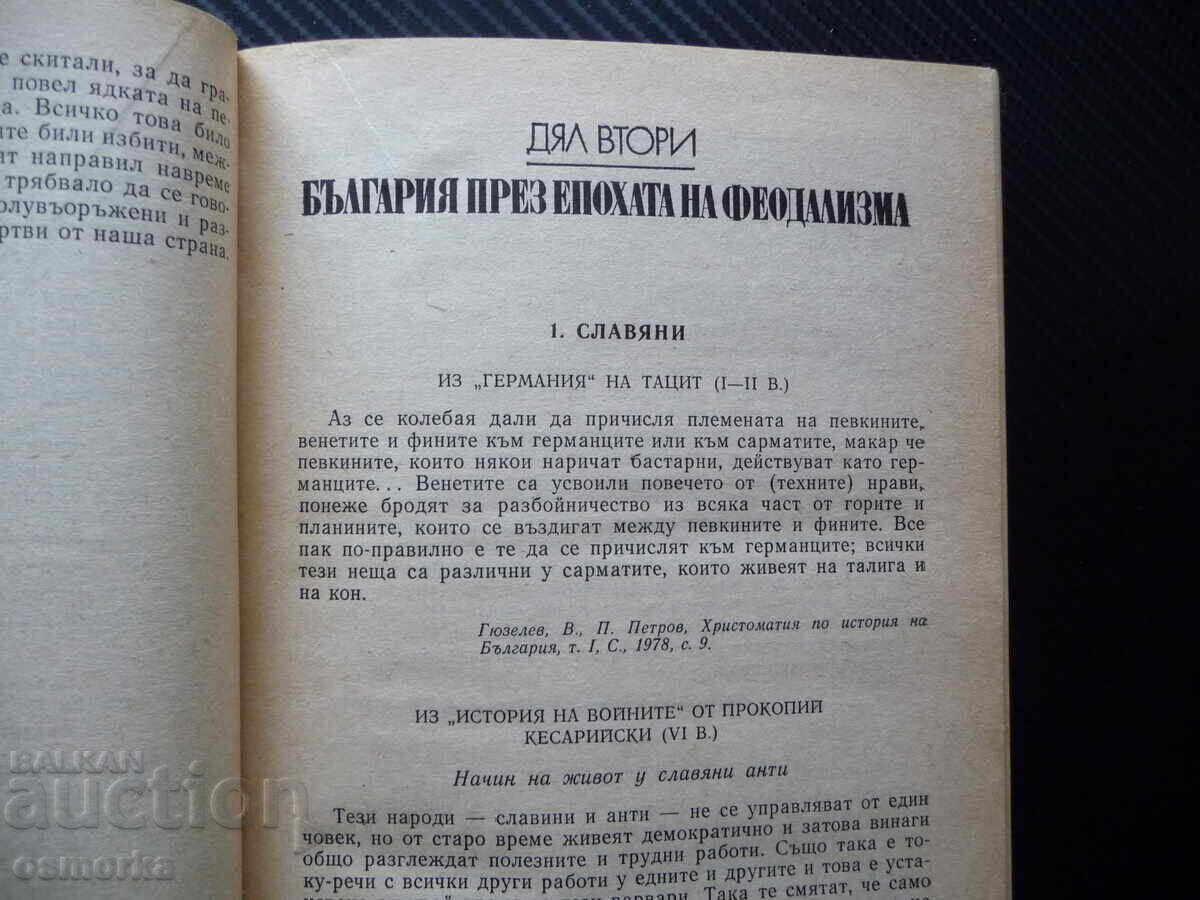 е скитали, за да гра-
повел ядката на пе-
а. Всичко това било
ите били избити, меж-
ят направил навреме
трябвало да се гово-
олувъоръжени и раз-
ртви от наша страна.
ДЯЛ ВТОРИ
БЪЛГАРИЯ ПРЕЗ ЕПОХАТА НА ФЕОДАЛИЗМА
1. СЛАВЯНИ
ИЗ „ГЕРМАНИЯ“ НА ТАЦИТ (I—II В.)
Аз се колебая дали да причисля племената на певкините,
венетите и фините към германците или към сарматите, макар че
певкините, които някои наричат бастарни, действуват като гер-
манците... Венетите са усвоили повечето от (техните) нрави,
понеже бродят за разбойничество из всяка част от горите и
планините, които се въздигат между певкините и фините. Все
пак по-правилно е те да се причислят към германците; всички
тези неща са различни у сарматите, които живеят на талига и
на кон.
Гюзелев, В., П. Петров, Христоматия по история на
България, т. I, С., 1978, с. 9.
ИЗ „ИСТОРИЯ НА ВОЙНИТЕ“ ОТ ПРОКОПИЙ
КЕСАРИЙСКИ (VI В.)
Начин на живот у славяни анти
Тези народи — славини и анти — не се управляват от един
човек, но от старо време живеят демократично и затова винаги
общо разглеждат полезните и трудни работи. Също така е то-
ку-речи с всички други работи у едните и другите и това е уста-
варвари. Така те смятат, че само
BALKAN
auction
osmorka